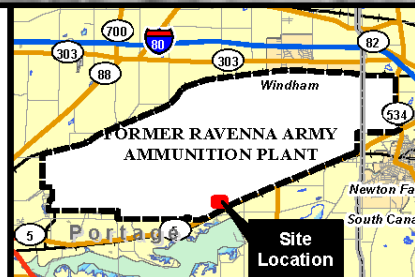 700
80
82
303
303
88
Windham
534
FORMER RAVENNA ARMY
AMMUNITION PLANT
Newton Fa
South Cana
5
Portage
5
Site
Location